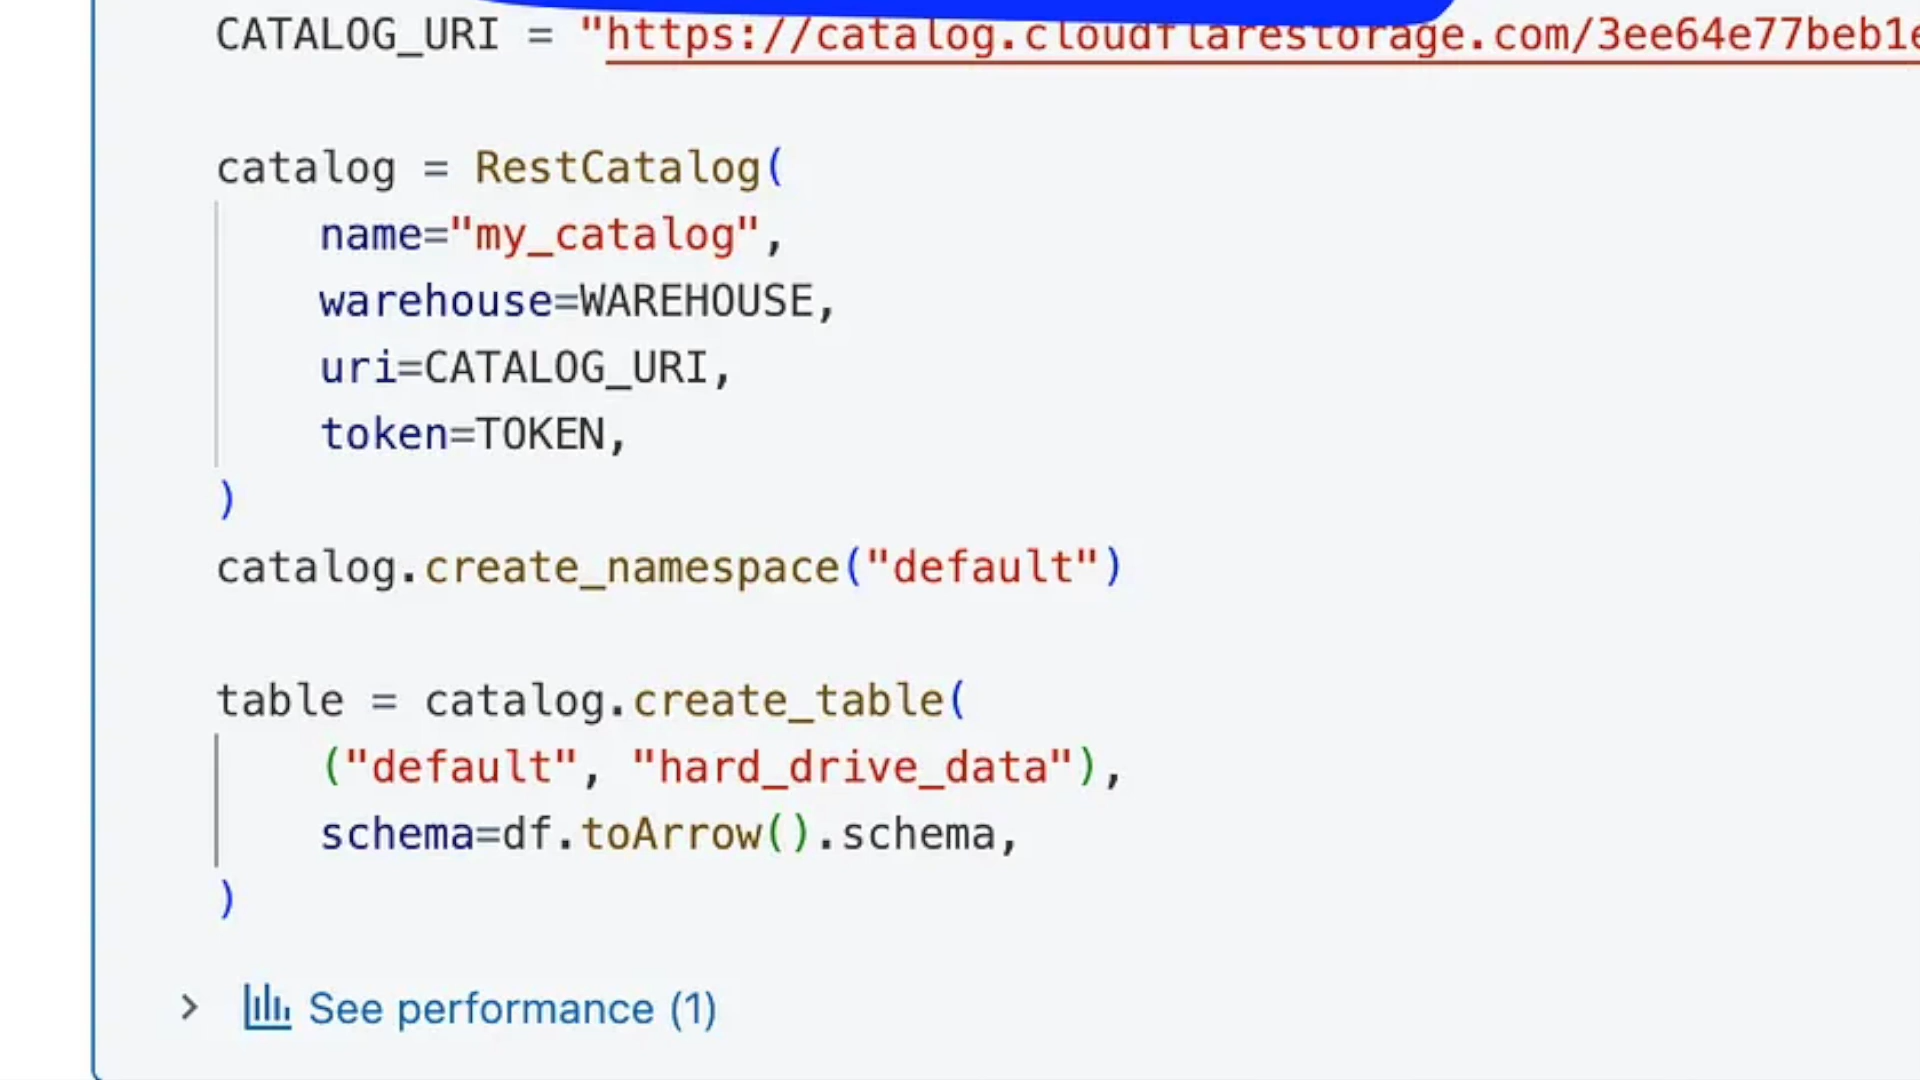 CATALOG_URI = "https://catalog.cloudflarestorage.com/3ee64e77beb1e
catalog = RestCatalog(
name="my_catalog",
warehouse=WAREHOUSE,
uri=CATALOG_URI,
token=TOKEN,
)
catalog.create_namespace("default")
table = catalog.create_table(
("default", "hard_drive_data"),
schema=df.toArrow().schema,
)
See performance (1)